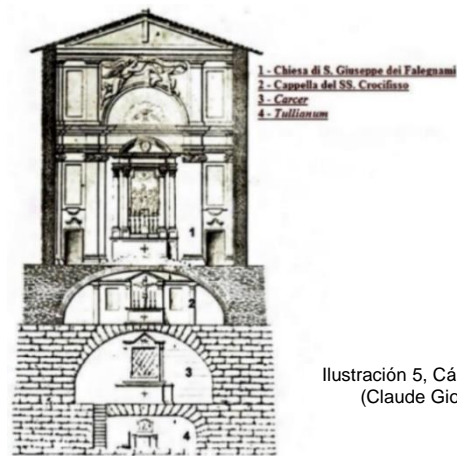 1 - Chiesa di S. Giuseppe dei Falegnami
2 - Cappella del SS. Crocifisso
3 - Carcer
4 - Tullianum
1
2
3
4
Ilustración 5, Cá
(Claude Gio